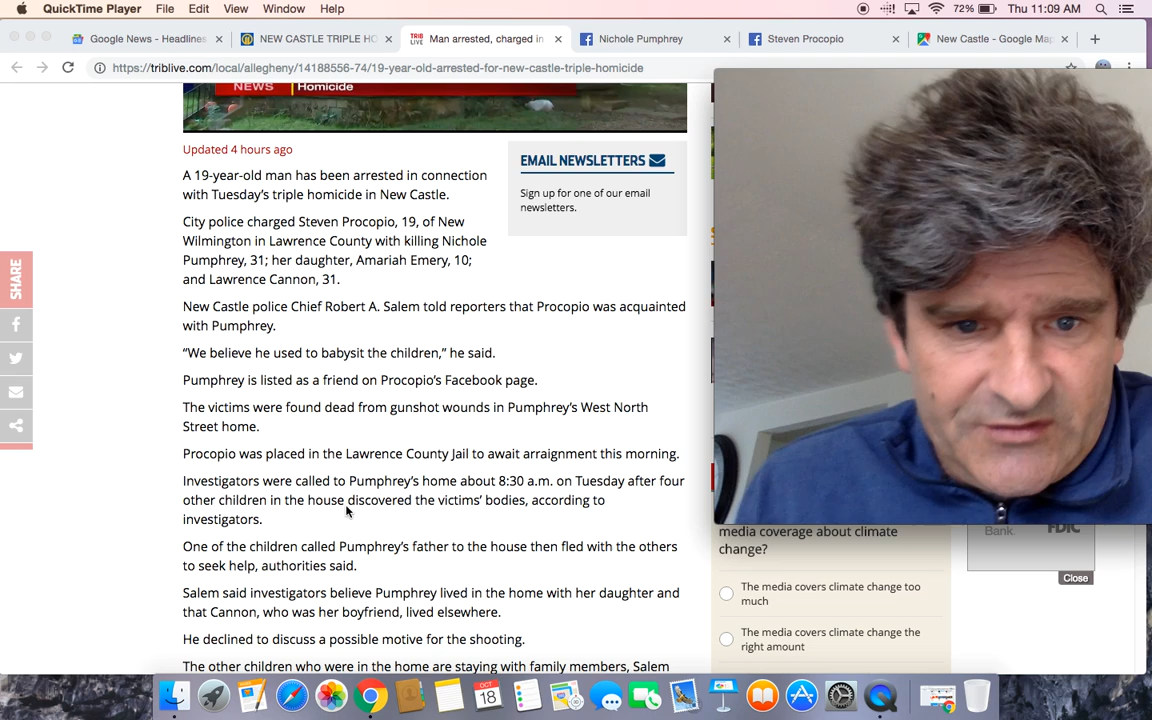 QuickTime Player File Edit View Window Help
72% Thu 11:09 AM
Google News - Headlines
NEW CASTLE TRIPLE HO
TRIB LIVE Man arrested, charged in
Nichole Pumphrey
Steven Procopio
New Castle - Google Map
https://triblive.com/local/allegheny/14188556-74/19-year-old-arrested-for-new-castle-triple-homicide
NEWS Homicide
Updated 4 hours ago
EMAIL NEWSLETTERS
Sign up for one of our email
newsletters.
A 19-year-old man has been arrested in connection
with Tuesday's triple homicide in New Castle.
City police charged Steven Procopio, 19, of New
Wilmington in Lawrence County with killing Nichole
Pumphrey, 31; her daughter, Amariah Emery, 10;
and Lawrence Cannon, 31.
SHARE
New Castle police Chief Robert A. Salem told reporters that Procopio was acquainted
with Pumphrey.
“We believe he used to babysit the children,” he said.
Pumphrey is listed as a friend on Procopio’s Facebook page.
The victims were found dead from gunshot wounds in Pumphrey’s West North
Street home.
Procopio was placed in the Lawrence County Jail to await arraignment this morning.
Investigators were called to Pumphrey’s home about 8:30 a.m. on Tuesday after four
other children in the house discovered the victims’ bodies, according to
investigators.
One of the children called Pumphrey’s father to the house then fled with the others
to seek help, authorities said.
Salem said investigators believe Pumphrey lived in the home with her daughter and
that Cannon, who was her boyfriend, lived elsewhere.
He declined to discuss a possible motive for the shooting.
The other children who were in the home are staying with family members, Salem
media coverage about climate
change?
The media covers climate change too
much
The media covers climate change the
right amount
Bank. FDIC
Close
OCT
18